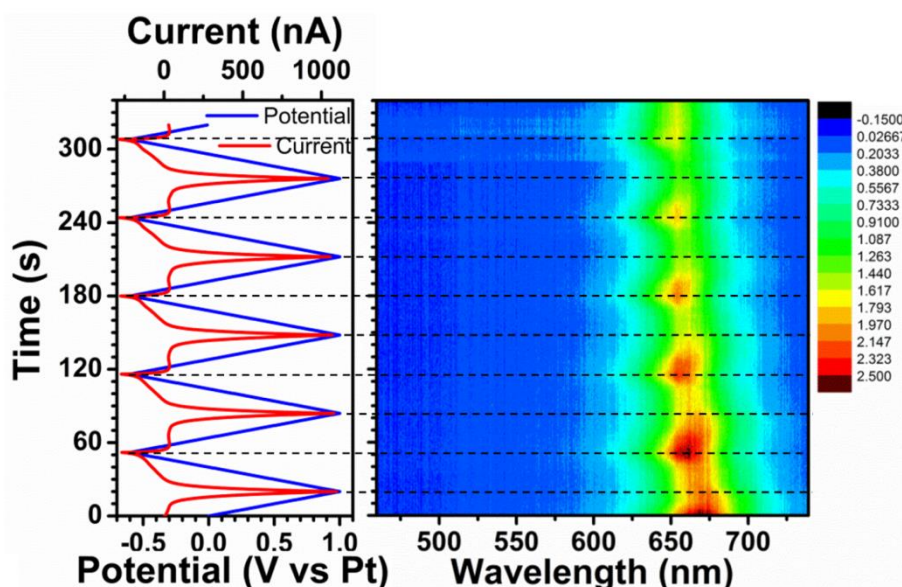 Current (nA)
0 500 1000
Potential
Current
Time (s)
300
240
180
120
60
0
-0.5 0.0 0.5 1.0
Potential (V vs Pt)
500 550 600 650 700
Wavelength (nm)
-0.1500
0.02667
0.2033
0.3800
0.5567
0.7333
0.9100
1.087
1.263
1.440
1.617
1.793
1.970
2.147
2.323
2.500